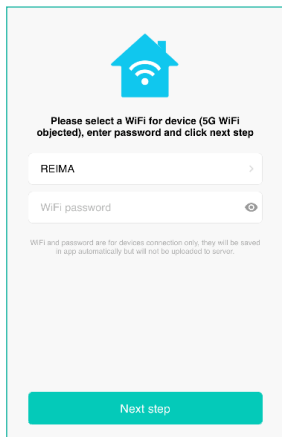 Please select a WiFi for device (5G WiFi
objected), enter password and click next step
REIMA
WiFi password
WiFi and password are for devices connection only, they will be saved
in app automatically but will not be uploaded to server.
Next step